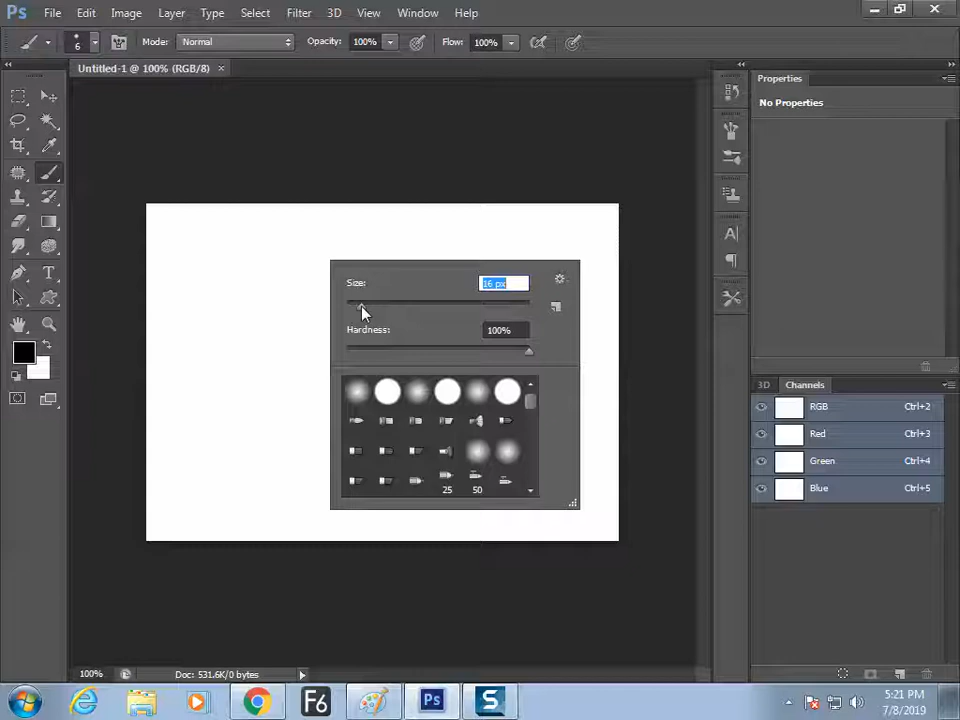 Ps File Edit Image Layer Type Select Filter 3D View Window Help
6 Mode: Normal Opacity: 100% Flow: 100%
Untitled-1 @ 100% (RGB/8) ×
Properties
No Properties
Size: 16 px
Hardness: 100%
25 50
3D Channels
RGB Ctrl+2
Red Ctrl+3
Green Ctrl+4
Blue Ctrl+5
100% Doc: 531.6K/0 bytes
F6 Ps S
5:21 PM
7/8/2019